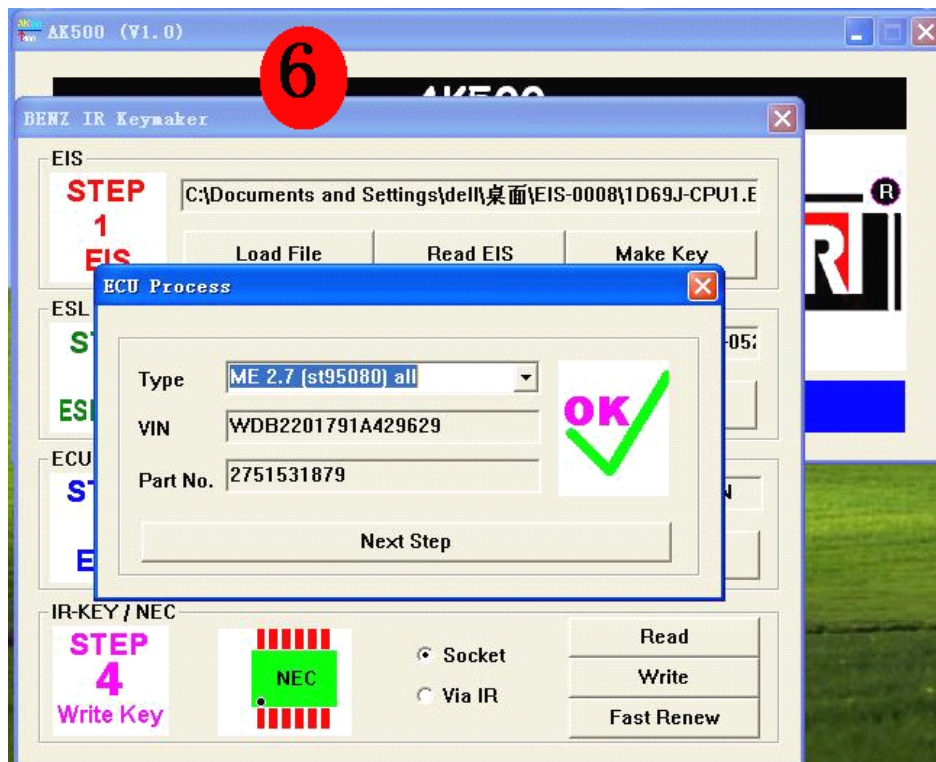 AK500 (V1.0)
6
BENZ IR Keymaker
EIS
STEP
1
EIS
C:\Documents and Settings\dell\桌面\EIS-0008\1D69J-CPU1.E
Load File
Read EIS
Make Key
®
ECU Process
ESL
Type
ME 2.7 (st95080) all
VIN
WDB2201791A429629
Part No.
2751531879
OK
Next Step
ECU
IR-KEY / NEC
STEP
4
Write Key
NEC
Socket
Via IR
Read
Write
Fast Renew